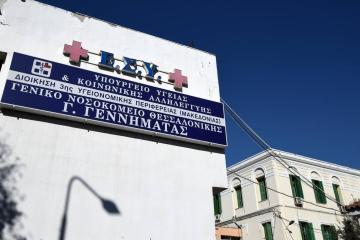 Ε.Σ.Υ.
ΥΠΟΥΡΓΕΙΟ ΥΓΕΙΑΣ
& ΚΟΙΝΩΝΙΚΗΣ ΑΛΛΗΛΕΓΓΥΗΣ
ΔΙΟΙΚΗΣΗ 3ης ΥΓΕΙΟΝΟΜΙΚΗΣ ΠΕΡΙΦΕΡΕΙΑΣ (ΜΑΚΕΔΟΝΙΑΣ)
ΓΕΝΙΚΟ ΝΟΣΟΚΟΜΕΙΟ ΘΕΣΣΑΛΟΝΙΚΗΣ
Γ. ΓΕΝΝΗΜΑΤΑΣ